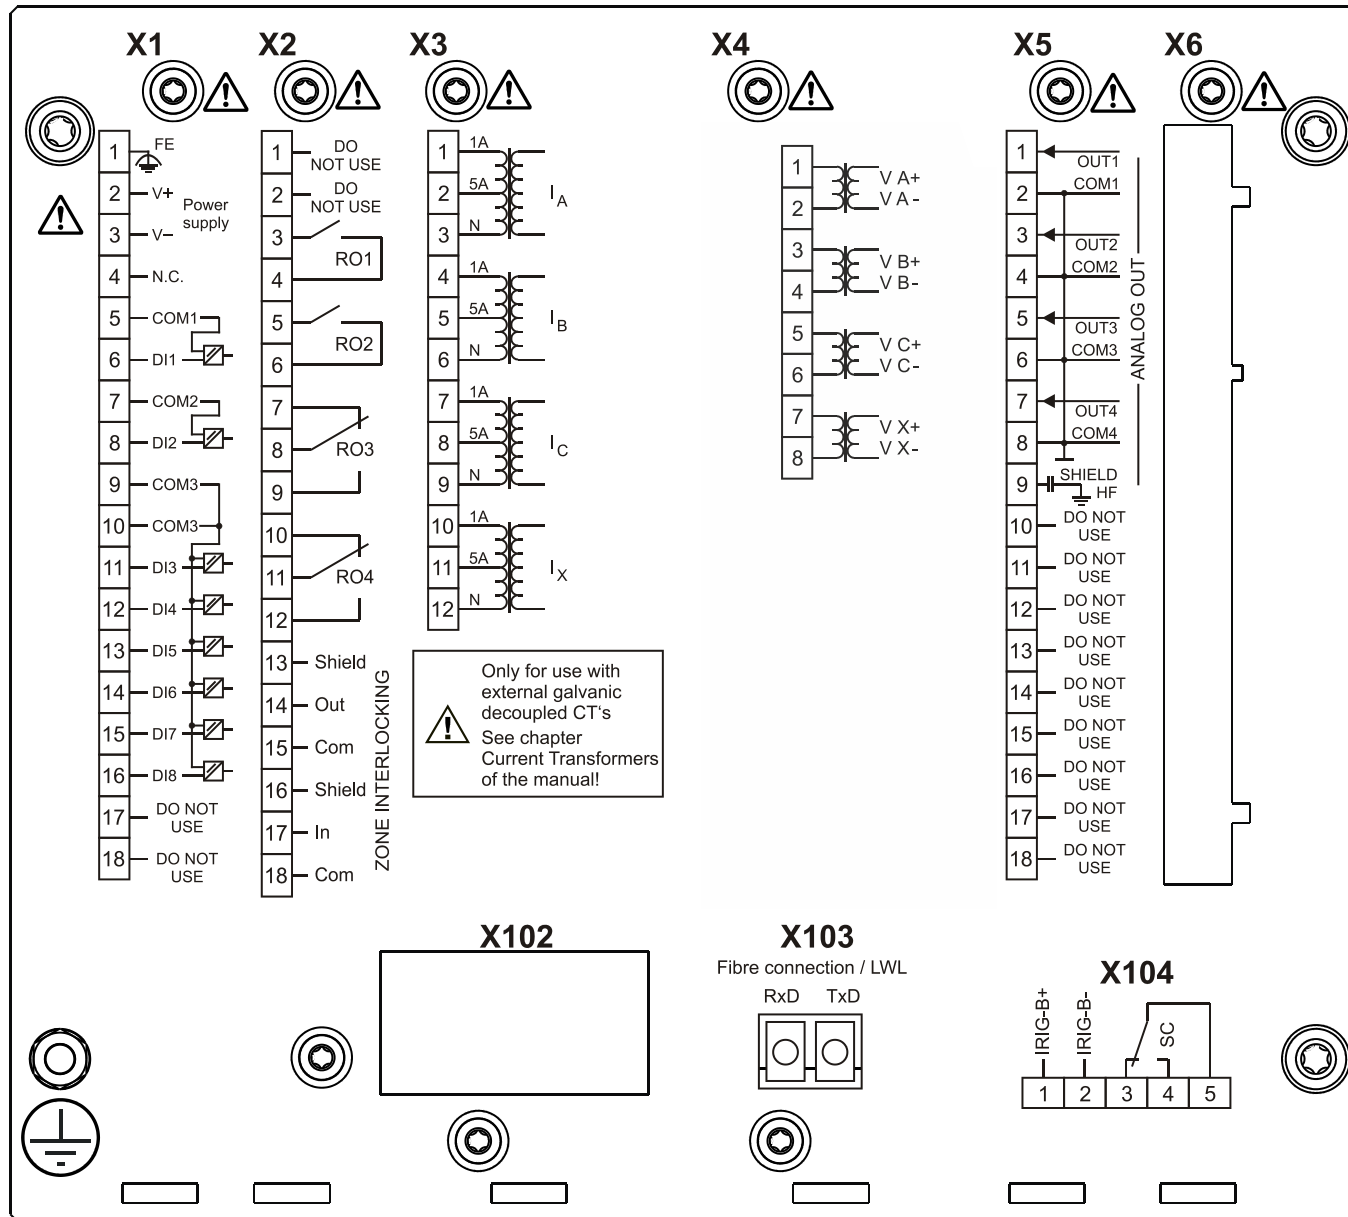 X1
X2
X3
X4
X5
X6
1 FE
2 V+
Power
supply
3 V–
4 N.C.
5 COM1
6 DI1
7 COM2
8 DI2
9 COM3
10 COM3
11 DI3
12 DI4
13 DI5
14 DI6
15 DI7
16 DI8
17 DO NOT
USE
18 DO NOT
USE
1 DO
NOT USE
2 DO
NOT USE
3
RO1
4
5
RO2
6
7
8 RO3
9
10
11 RO4
12
13 Shield
14 Out
15 Com
16 Shield
17 In
18 Com
ZONE INTERLOCKING
1 1A
2 5A IA
3 N
4 1A
5 5A IB
6 N
7 1A
8 5A IC
9 N
10 1A
11 5A IX
12 N
Only for use with
external galvanic
decoupled CT's
See chapter
Current Transformers
of the manual!
1 V A+
2 V A-
3 V B+
4 V B-
5 V C+
6 V C-
7 V X+
8 V X-
1 OUT1
2 COM1
3 OUT2
4 COM2
5 OUT3
6 COM3
7 OUT4
8 COM4
9 SHIELD
HF
ANALOG OUT
10 DO NOT
USE
11 DO NOT
USE
12 DO NOT
USE
13 DO NOT
USE
14 DO NOT
USE
15 DO NOT
USE
16 DO NOT
USE
17 DO NOT
USE
18 DO NOT
USE
X102
X103
Fibre connection / LWL
RxD TxD
X104
IRIG-B+
IRIG-B-
SC
1 2 3 4 5